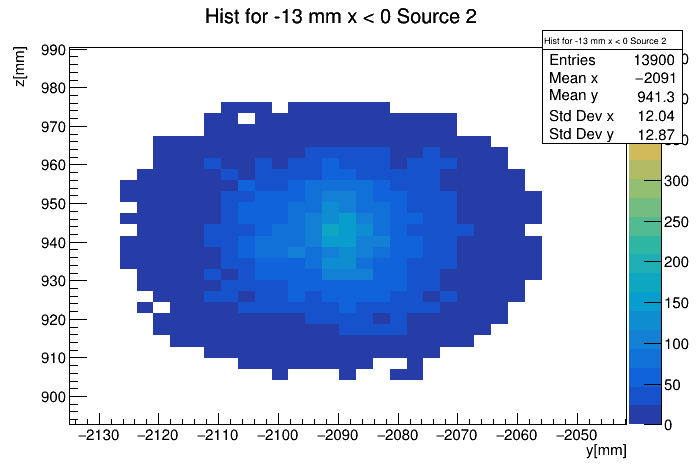 Hist for -13 mm x < 0 Source 2
Hist for -13 mm x < 0 Source 2
Entries 13900
Mean x −2091
Mean y 941.3
Std Dev x 12.04
Std Dev y 12.87
z[mm]
990
980
970
960
950
940
930
920
910
900
−2130 −2120 −2110 −2100 −2090 −2080 −2070 −2060 −2050
y[mm]
0
0
350
300
250
200
150
100
50
0